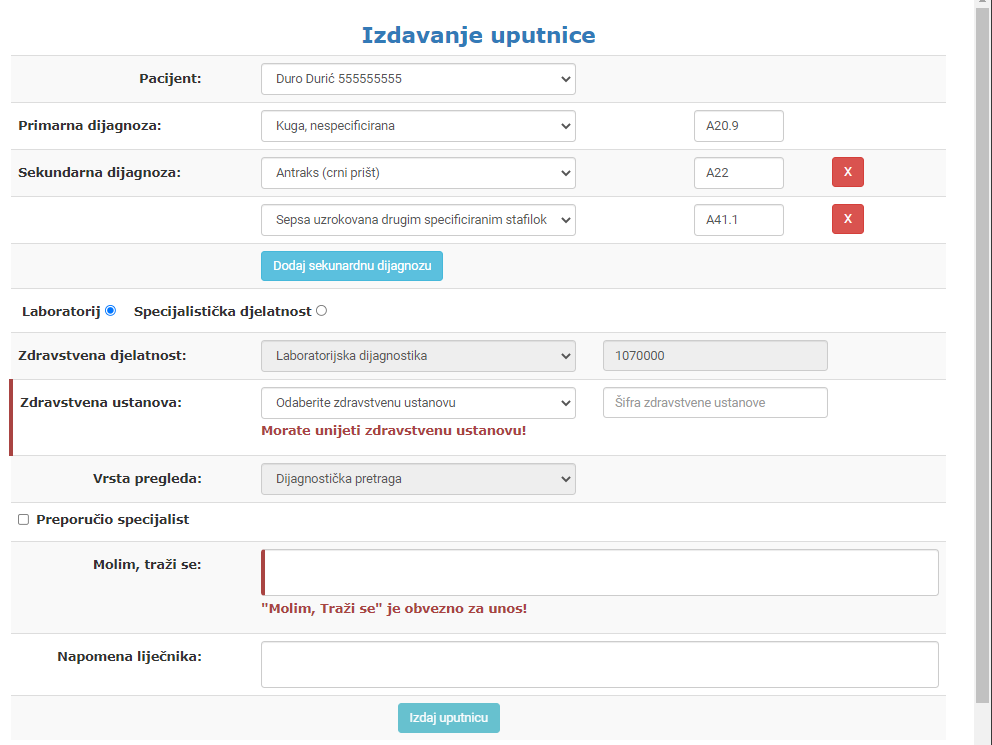 Izdavanje uputnice
Pacijent: Duro Durić 555555555
Primarna dijagnoza: Kuga, nespecificirana A20.9
Sekundarna dijagnoza: Antraks (crni prišt) A22 X
Sepsa uzrokovana drugim specificiranim stafilok A41.1 X
Dodaj sekunardnu dijagnozu
Laboratorij Specijalistička djelatnost
Zdravstvena djelatnost: Laboratorijska dijagnostika 1070000
Zdravstvena ustanova: Odaberite zdravstvenu ustanovu Šifra zdravstvene ustanove
Morate unijeti zdravstvenu ustanovu!
Vrsta pregleda: Dijagnostička pretraga
Preporučio specijalist
Molim, traži se:
"Molim, Traži se" je obvezno za unos!
Napomena liječnika:
Izdaj uputnicu